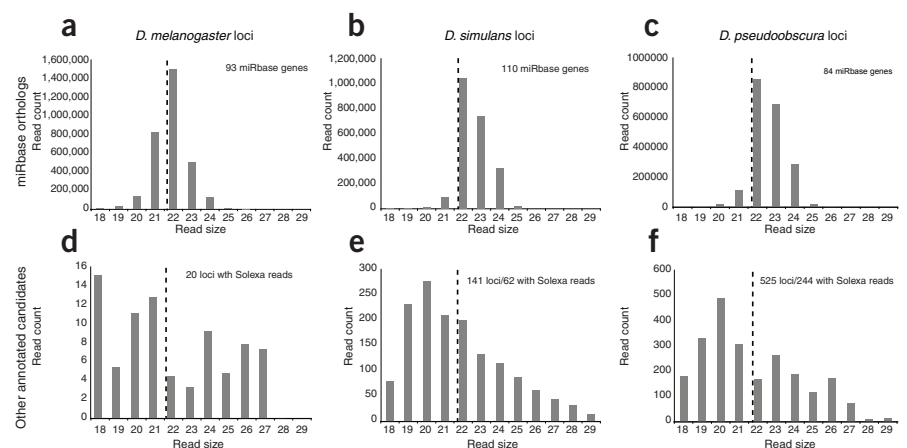 a
D. melanogaster loci
93 miRbase genes
miRbase orthologs
Read count
1,600,000
1,400,000
1,200,000
1,000,000
800,000
600,000
400,000
200,000
0
18 19 20 21 22 23 24 25 26 27 28 29
Read size
b
D. simulans loci
110 miRbase genes
Read count
1,200,000
1,000,000
800,000
600,000
400,000
200,000
0
18 19 20 21 22 23 24 25 26 27 28 29
Read size
c
D. pseudoobscura loci
84 miRbase genes
Read count
1000000
800000
600000
400000
200000
0
18 19 20 21 22 23 24 25 26 27 28 29
Read size
d
20 loci wth Solexa reads
Other annotated candidates
Read count
16
14
12
10
8
6
4
2
0
18 19 20 21 22 23 24 25 26 27 28 29
Read size
e
141 loci/62 with Solexa reads
Read count
300
250
200
150
100
50
0
18 19 20 21 22 23 24 25 26 27 28 29
Read size
f
525 loci/244 with Solexa reads
Read count
600
500
400
300
200
100
0
18 19 20 21 22 23 24 25 26 27 28 29
Read size